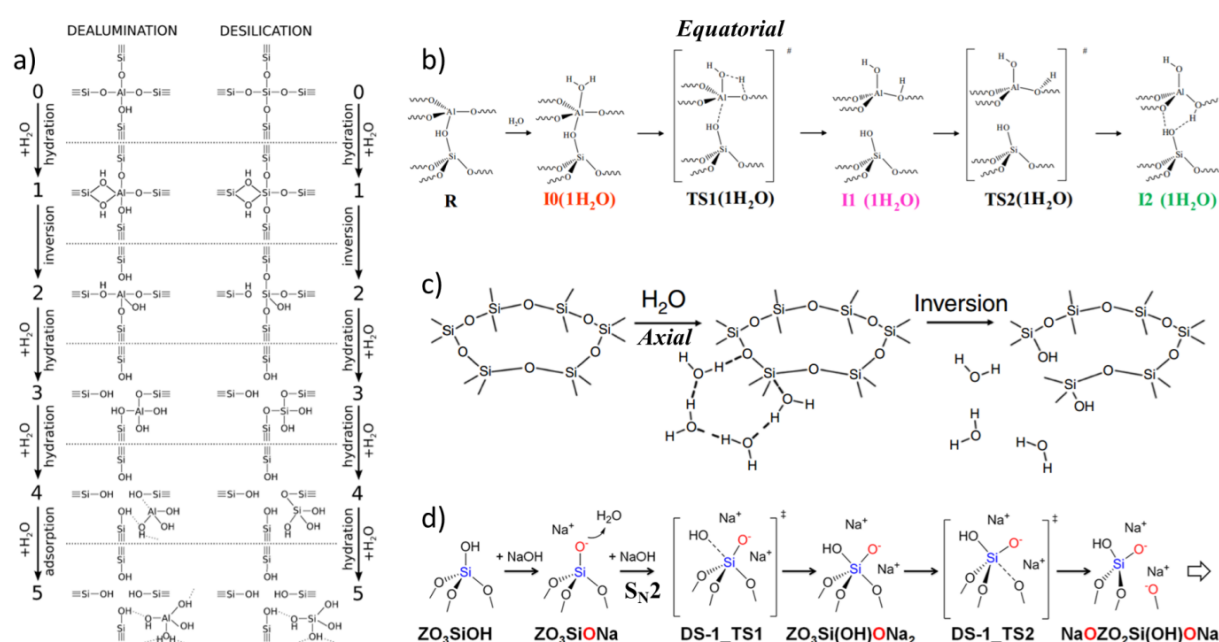 a)
DEALUMINATION
DESILICATION
0
+H₂O
hydration
1
inversion
2
+H₂O
hydration
3
+H₂O
hydration
4
+H₂O
adsorption
5
0
+H₂O
hydration
1
inversion
2
+H₂O
hydration
3
+H₂O
hydration
4
+H₂O
hydration
5
b)
Equatorial
H₂O
#
#
R
I0(1H₂O)
TS1(1H₂O)
I1 (1H₂O)
TS2(1H₂O)
I2 (1H₂O)
c)
H₂O
Axial
Inversion
d)
+ NaOH
H₂O
+ NaOH
S_N2
‡
‡
ZO₃SiOH
ZO₃SiONa
DS-1_TS1
ZO₃Si(OH)ONa₂
DS-1_TS2
NaOZO₂Si(OH)ONa